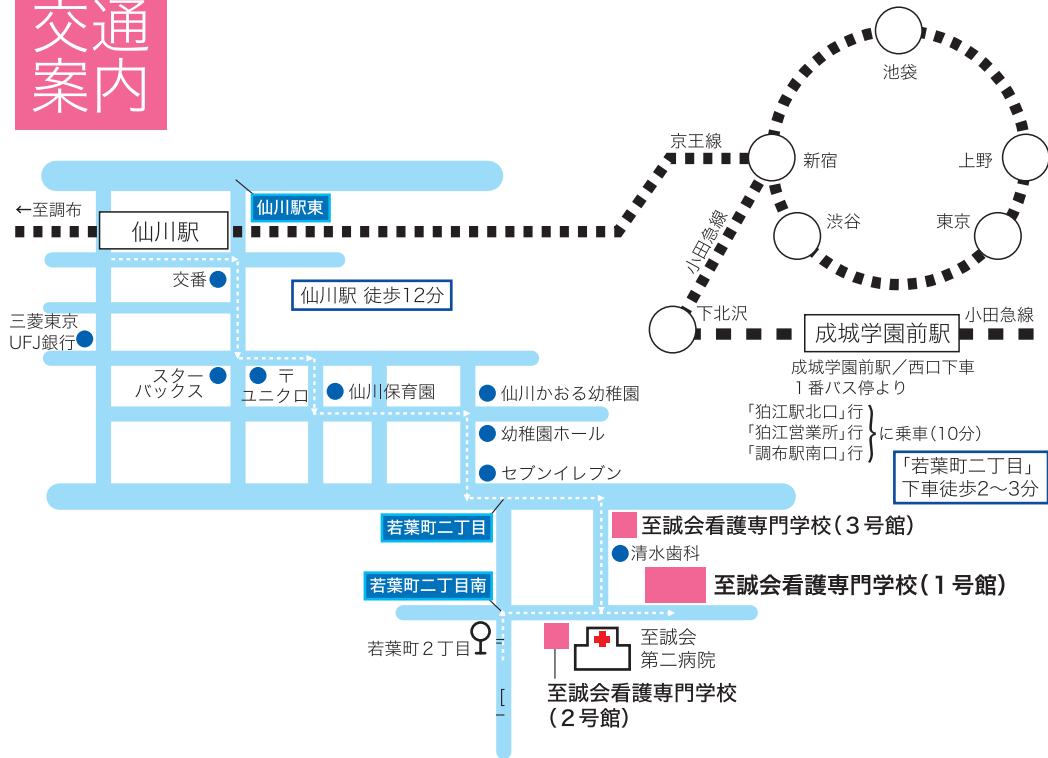 交通
案内
池袋
京王線
新宿
上野
←至調布
仙川駅東
仙川駅
小田急線
渋谷
東京
交番
仙川駅 徒歩12分
三菱東京
UFJ銀行
下北沢
成城学園前駅
小田急線
成城学園前駅／西口下車
１番バス停より
「狛江駅北口」行
「狛江営業所」行
「調布駅南口」行
に乗車（10分）
「若葉町二丁目」
下車徒歩2〜3分
スター
バックス
〒
ユニクロ
仙川保育園
仙川かおる幼稚園
幼稚園ホール
セブンイレブン
若葉町二丁目
至誠会看護専門学校（３号館）
清水歯科
若葉町二丁目南
至誠会看護専門学校（１号館）
若葉町２丁目
至誠会
第二病院
至誠会看護専門学校
（２号館）